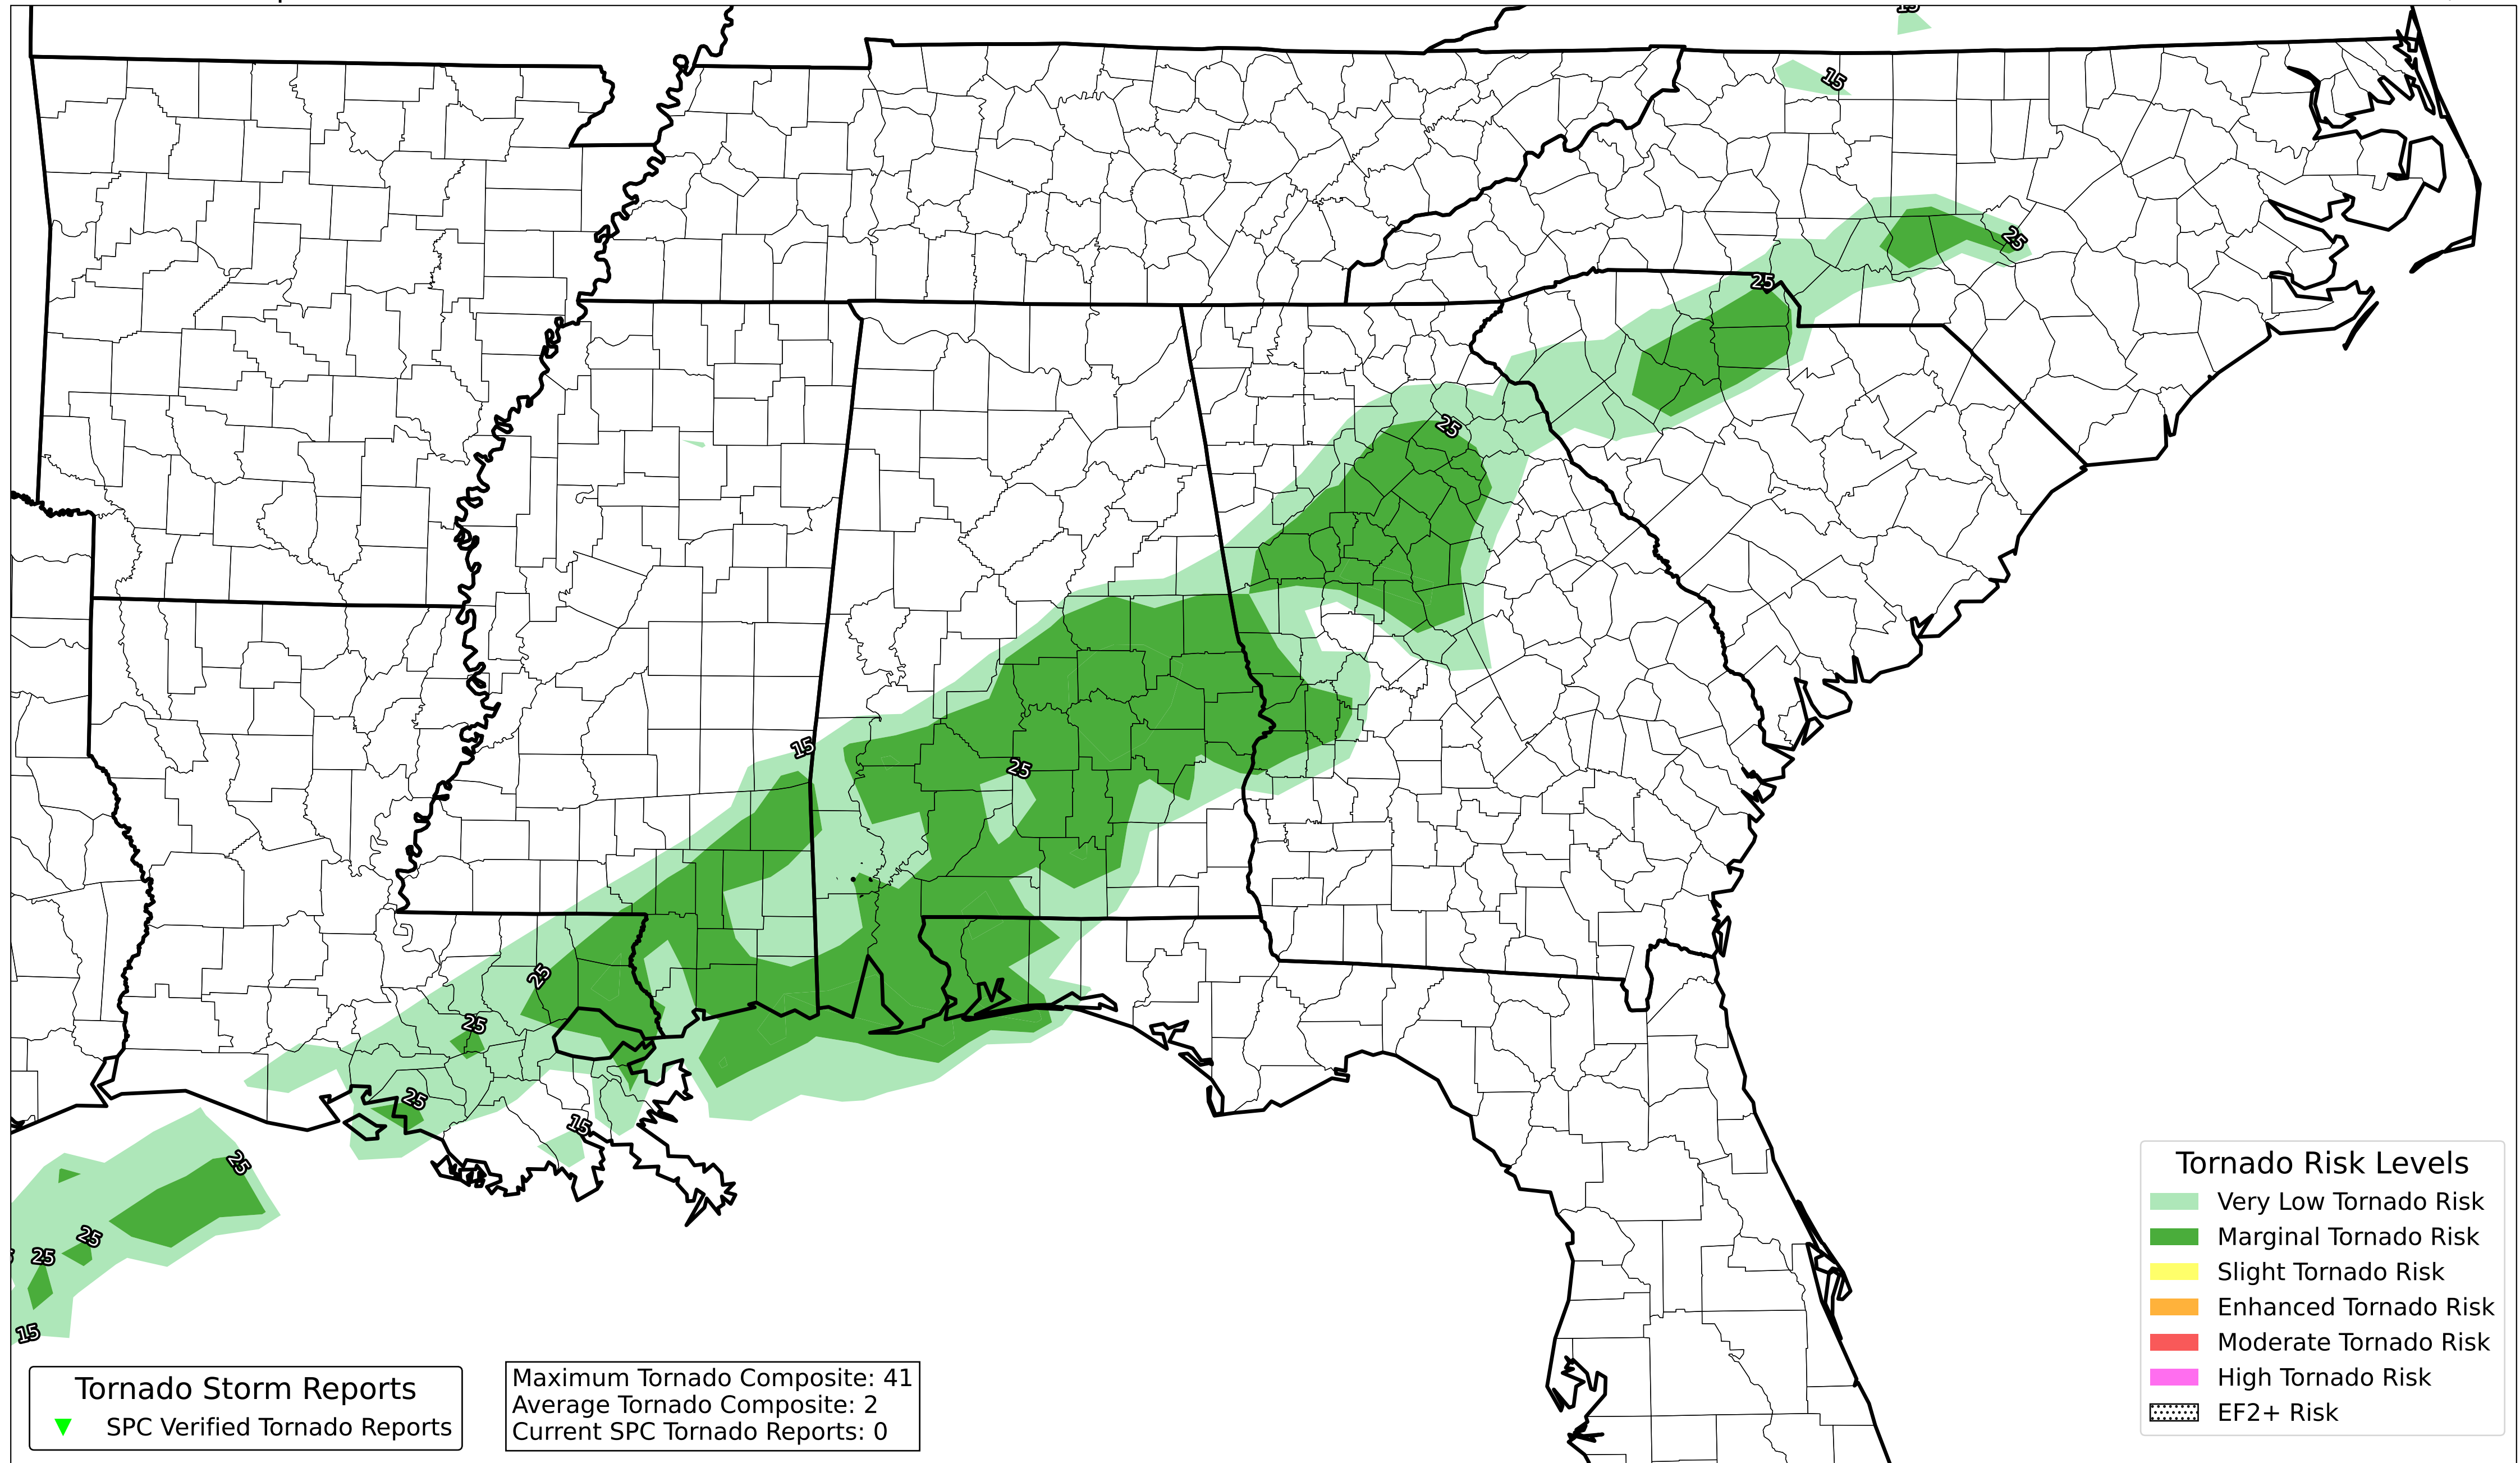 15
15
25
25
25
15
25
25
25
25
15
25
25
25
15
Tornado Risk Levels
Very Low Tornado Risk
Marginal Tornado Risk
Slight Tornado Risk
Enhanced Tornado Risk
Moderate Tornado Risk
High Tornado Risk
EF2+ Risk
Tornado Storm Reports
SPC Verified Tornado Reports
Maximum Tornado Composite: 41
Average Tornado Composite: 2
Current SPC Tornado Reports: 0